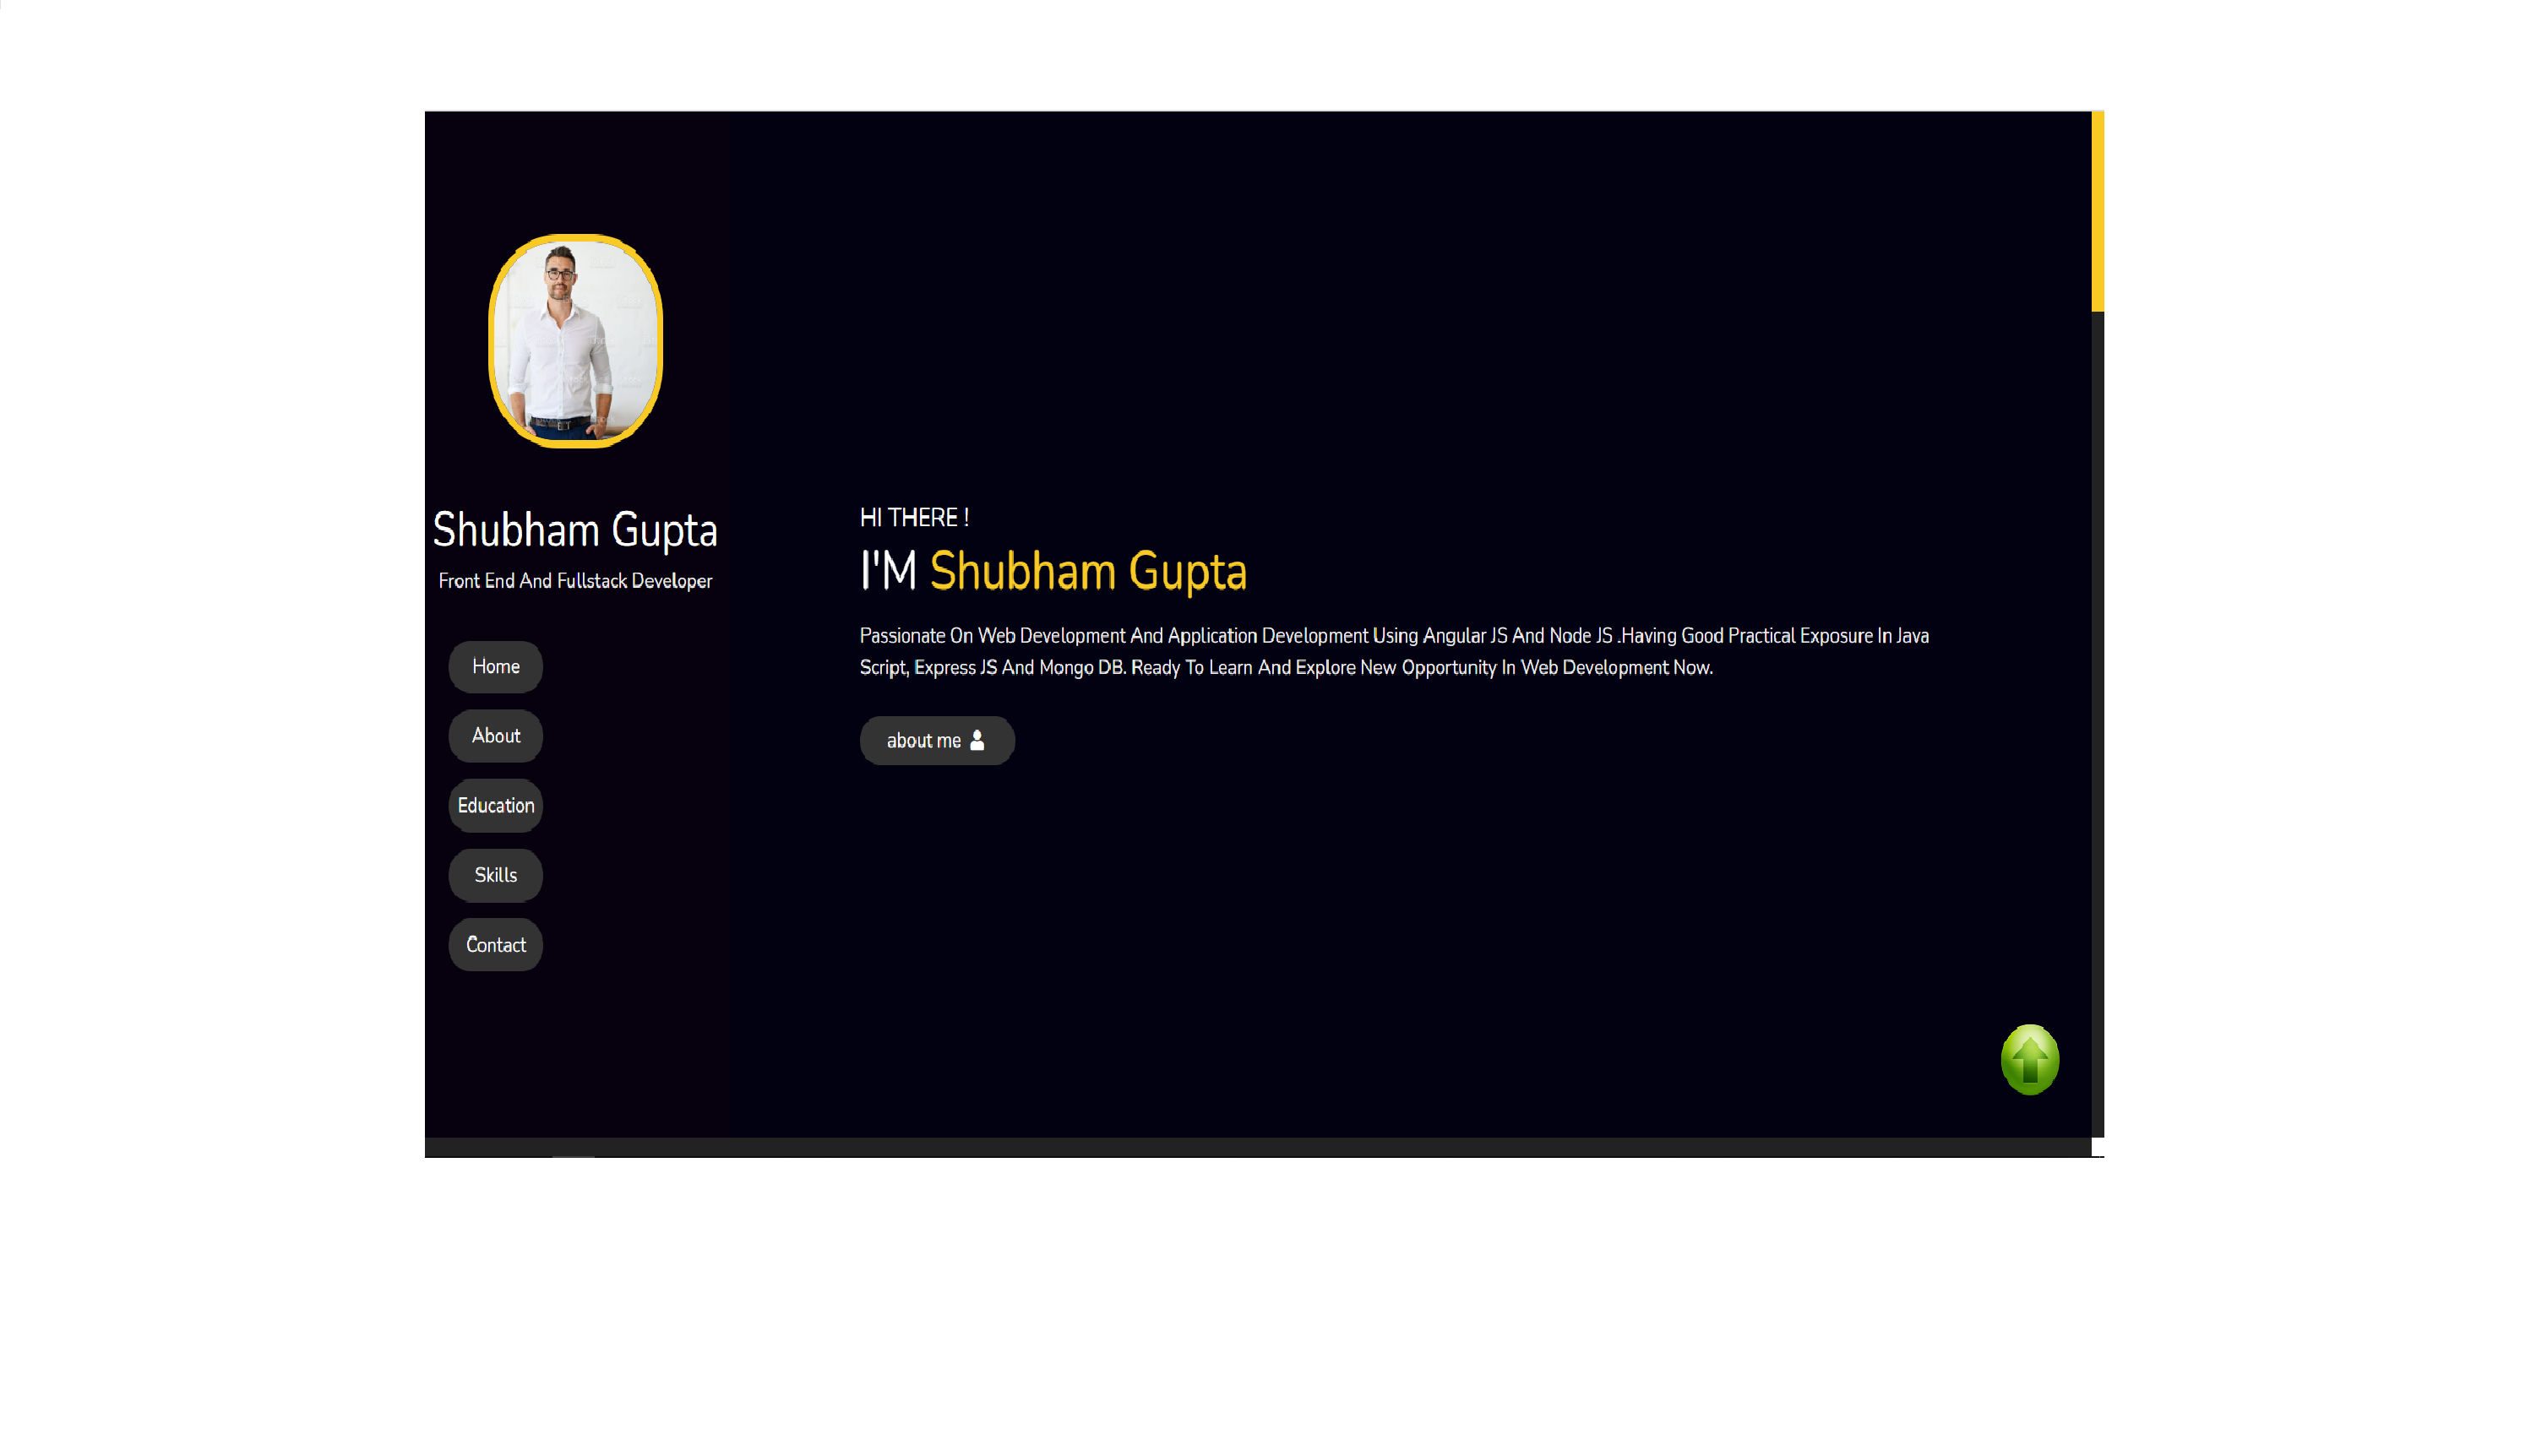 Shubham Gupta
Front End And Fullstack Developer
Home
About
Education
Skills
Contact
HI THERE !
I'M Shubham Gupta
Passionate On Web Development And Application Development Using Angular JS And Node JS .Having Good Practical Exposure In Java
Script, Express JS And Mongo DB. Ready To Learn And Explore New Opportunity In Web Development Now.
about me